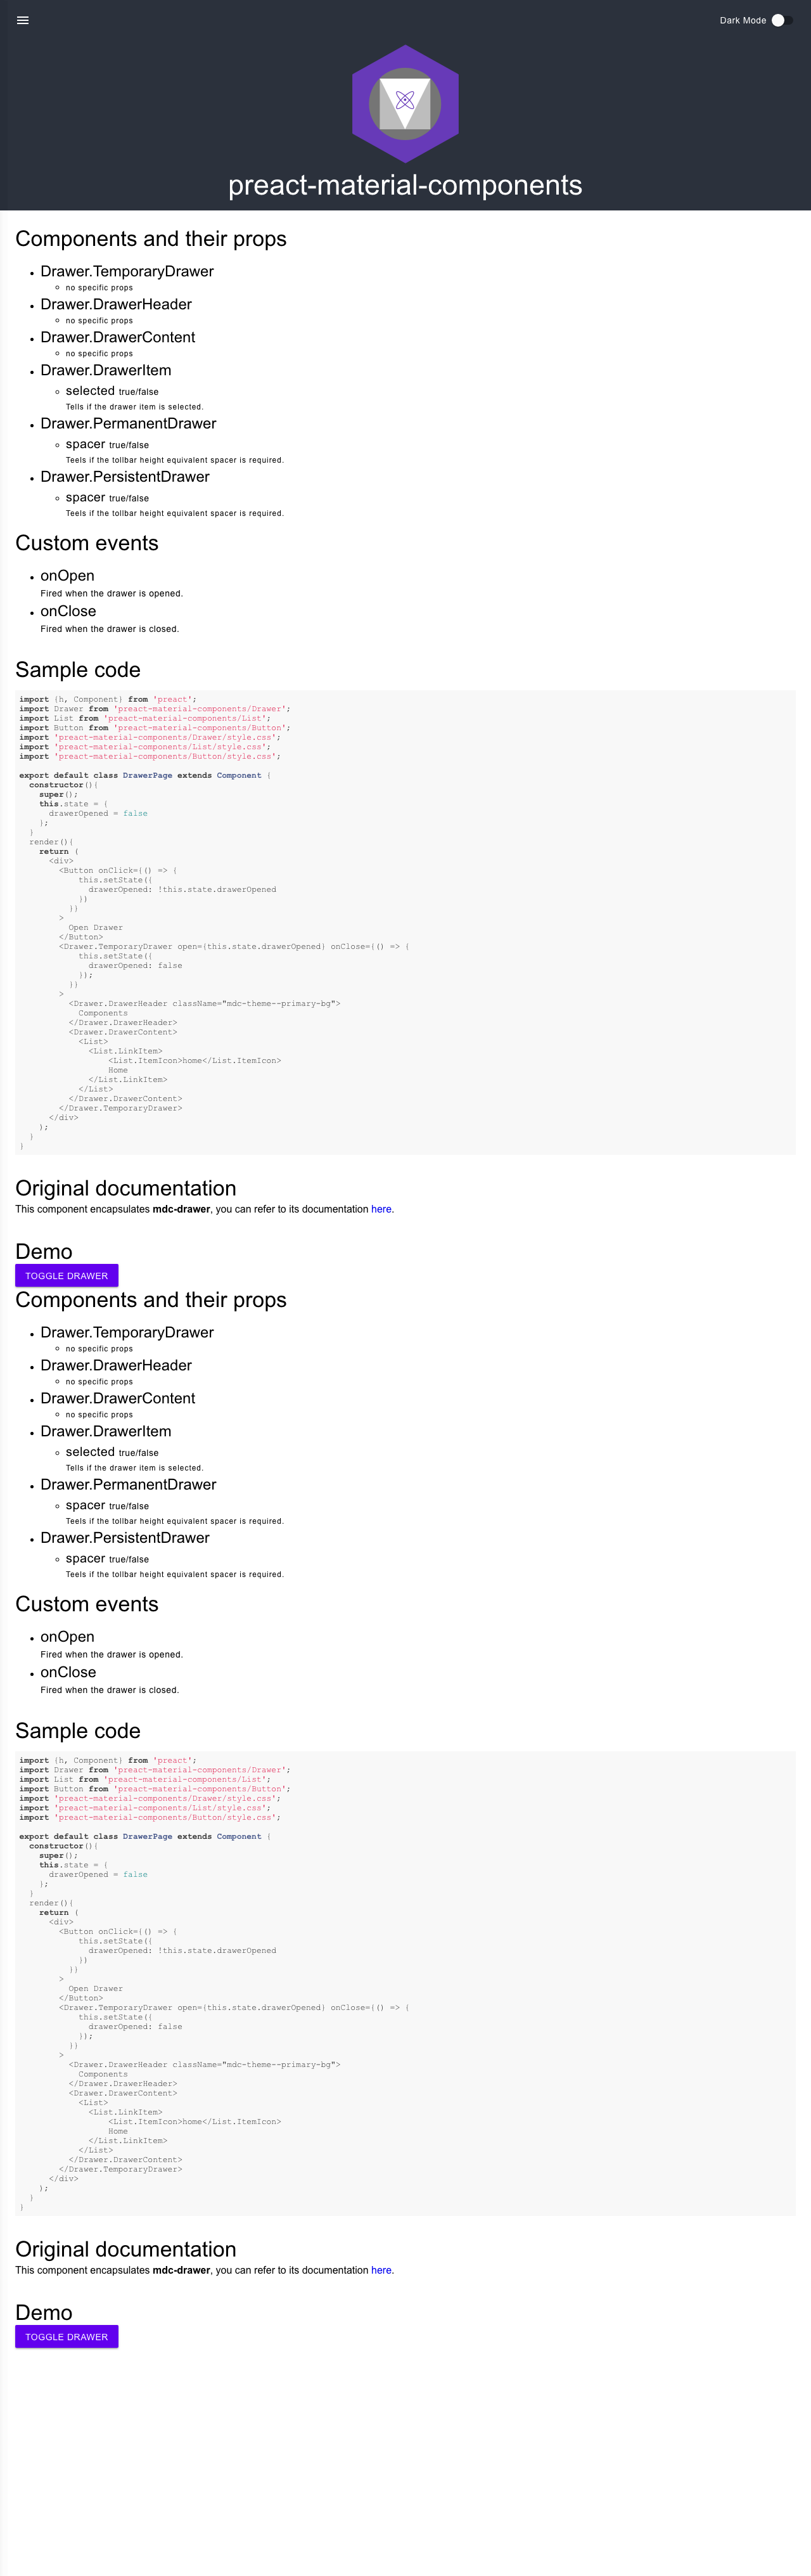 Dark Mode
preact-material-components
Components and their props
Drawer.TemporaryDrawer
no specific props
Drawer.DrawerHeader
no specific props
Drawer.DrawerContent
no specific props
Drawer.DrawerItem
selected true/false
Tells if the drawer item is selected.
Drawer.PermanentDrawer
spacer true/false
Teels if the tollbar height equivalent spacer is required.
Drawer.PersistentDrawer
spacer true/false
Teels if the tollbar height equivalent spacer is required.
Custom events
onOpen
Fired when the drawer is opened.
onClose
Fired when the drawer is closed.
Sample code
import {h, Component} from 'preact';
import Drawer from 'preact-material-components/Drawer';
import List from 'preact-material-components/List';
import Button from 'preact-material-components/Button';
import 'preact-material-components/Drawer/style.css';
import 'preact-material-components/List/style.css';
import 'preact-material-components/Button/style.css';
export default class DrawerPage extends Component {
constructor(){
super();
this.state = {
drawerOpened = false
};
}
render(){
return (
<div>
<Button onClick={() => {
this.setState({
drawerOpened: !this.state.drawerOpened
})
}}
>
Open Drawer
</Button>
<Drawer.TemporaryDrawer open={this.state.drawerOpened} onClose={() => {
this.setState({
drawerOpened: false
});
}}
>
<Drawer.DrawerHeader className="mdc-theme--primary-bg">
Components
</Drawer.DrawerHeader>
<Drawer.DrawerContent>
<List>
<List.LinkItem>
<List.ItemIcon>home</List.ItemIcon>
Home
</List.LinkItem>
</List>
</Drawer.DrawerContent>
</Drawer.TemporaryDrawer>
</div>
);
}
}
Original documentation
This component encapsulates mdc-drawer, you can refer to its documentation here.
Demo
TOGGLE DRAWER
Components and their props
Drawer.TemporaryDrawer
no specific props
Drawer.DrawerHeader
no specific props
Drawer.DrawerContent
no specific props
Drawer.DrawerItem
selected true/false
Tells if the drawer item is selected.
Drawer.PermanentDrawer
spacer true/false
Teels if the tollbar height equivalent spacer is required.
Drawer.PersistentDrawer
spacer true/false
Teels if the tollbar height equivalent spacer is required.
Custom events
onOpen
Fired when the drawer is opened.
onClose
Fired when the drawer is closed.
Sample code
import {h, Component} from 'preact';
import Drawer from 'preact-material-components/Drawer';
import List from 'preact-material-components/List';
import Button from 'preact-material-components/Button';
import 'preact-material-components/Drawer/style.css';
import 'preact-material-components/List/style.css';
import 'preact-material-components/Button/style.css';
export default class DrawerPage extends Component {
constructor(){
super();
this.state = {
drawerOpened = false
};
}
render(){
return (
<div>
<Button onClick={() => {
this.setState({
drawerOpened: !this.state.drawerOpened
})
}}
>
Open Drawer
</Button>
<Drawer.TemporaryDrawer open={this.state.drawerOpened} onClose={() => {
this.setState({
drawerOpened: false
});
}}
>
<Drawer.DrawerHeader className="mdc-theme--primary-bg">
Components
</Drawer.DrawerHeader>
<Drawer.DrawerContent>
<List>
<List.LinkItem>
<List.ItemIcon>home</List.ItemIcon>
Home
</List.LinkItem>
</List>
</Drawer.DrawerContent>
</Drawer.TemporaryDrawer>
</div>
);
}
}
Original documentation
This component encapsulates mdc-drawer, you can refer to its documentation here.
Demo
TOGGLE DRAWER